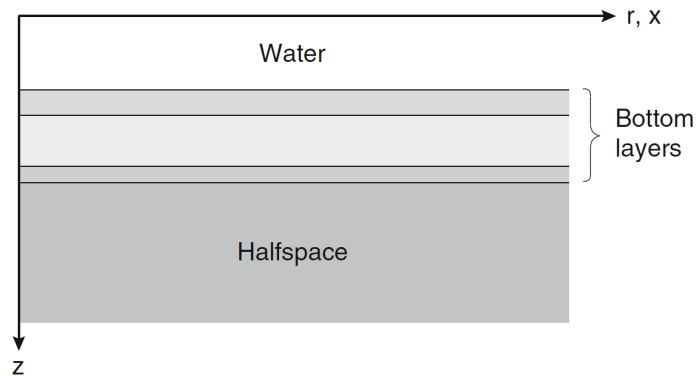 r, x
Water
Bottom
layers
Halfspace
z